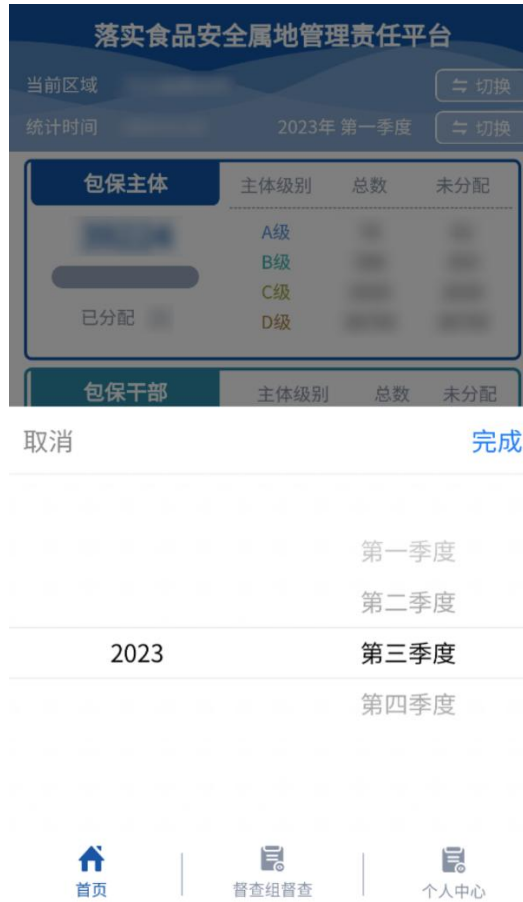 落实食品安全属地管理责任平台
当前区域 切换
统计时间 2023年 第一季度 切换
包保主体 主体级别 总数 未分配
A级
B级
C级
已分配 D级
包保干部 主体级别 总数 未分配
取消 完成
第一季度
第二季度
2023 第三季度
第四季度
首页 督查组督查 个人中心